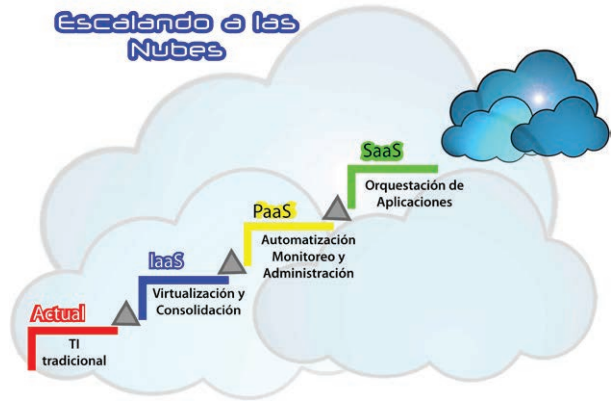 Escalando a las
Nubes
SaaS
Orquestación de
Aplicaciones
PaaS
Automatización
Monitoreo y
Administración
IaaS
Virtualización y
Consolidación
Actual
TI
tradicional